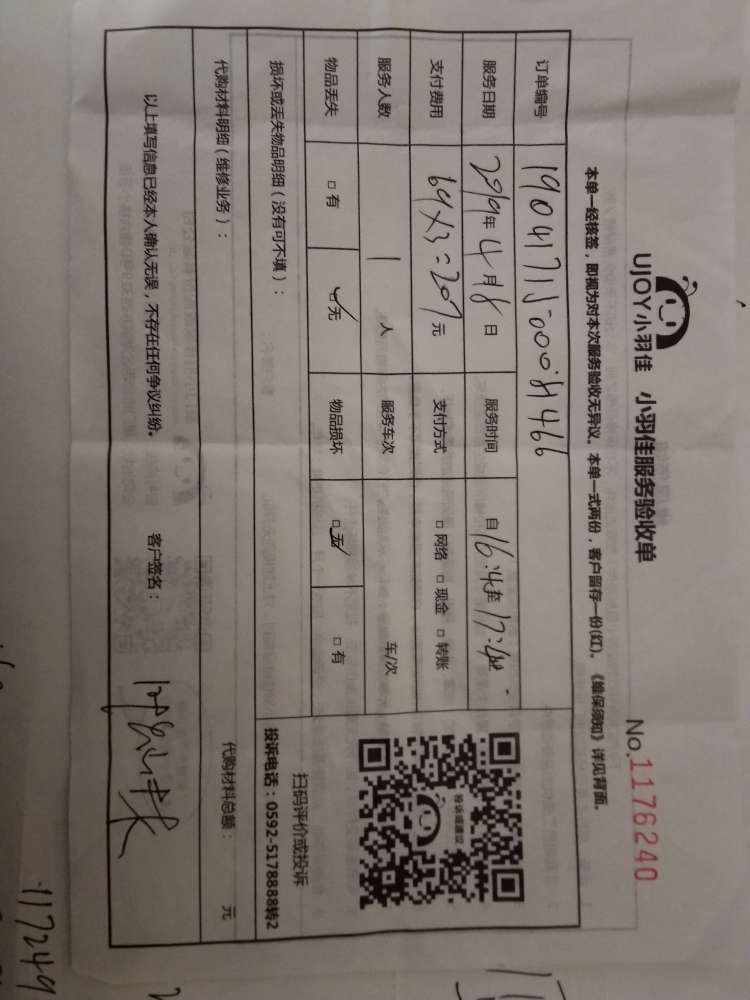 UJOY小羽佳 小羽佳服务验收单
No.1176240
本单一经核签，即视为对本次服务验收无异议。本单一式两份，客户留存一份(红)。《维保须知》详见背面。
订单编号
服务日期 2019年4月18日 服务时间 自16:4至17:4
支付费用 69×3=207元 支付方式 □网络 □现金 □转账
服务人数 1人 服务车次 车/次
物品丢失 □有 □无 物品损坏 □无 □有
投诉或建议
扫码评价或投诉
投诉电话：0592-5178888转2
损坏或丢失物品明细（没有可不填）：
代购材料明细（维修业务）： 代购材料总额： 元
以上填写信息已经本人确认无误，不存在任何争议纠纷。 客户签名：
117249